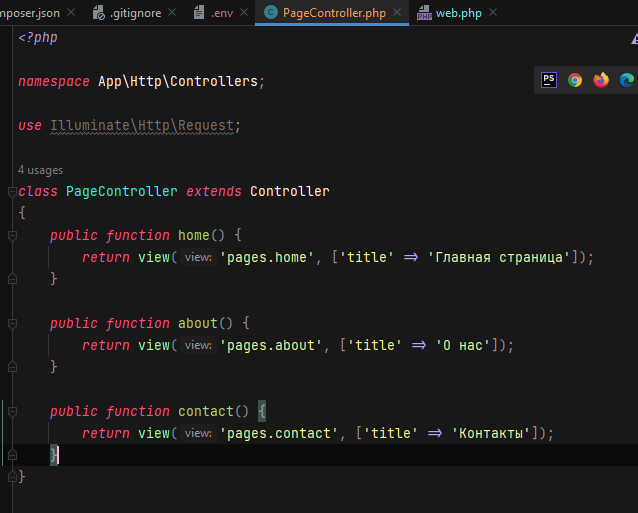 mposer.json × .gitignore × .env × PageController.php × web.php ×
<?php
namespace App\Http\Controllers;
PS
use Illuminate\Http\Request;
4 usages
class PageController extends Controller
{
public function home() {
return view( view: 'pages.home', ['title' => 'Главная страница']);
}
public function about() {
return view( view: 'pages.about', ['title' => 'О нас']);
}
public function contact() {
return view( view: 'pages.contact', ['title' => 'Контакты']);
}
}